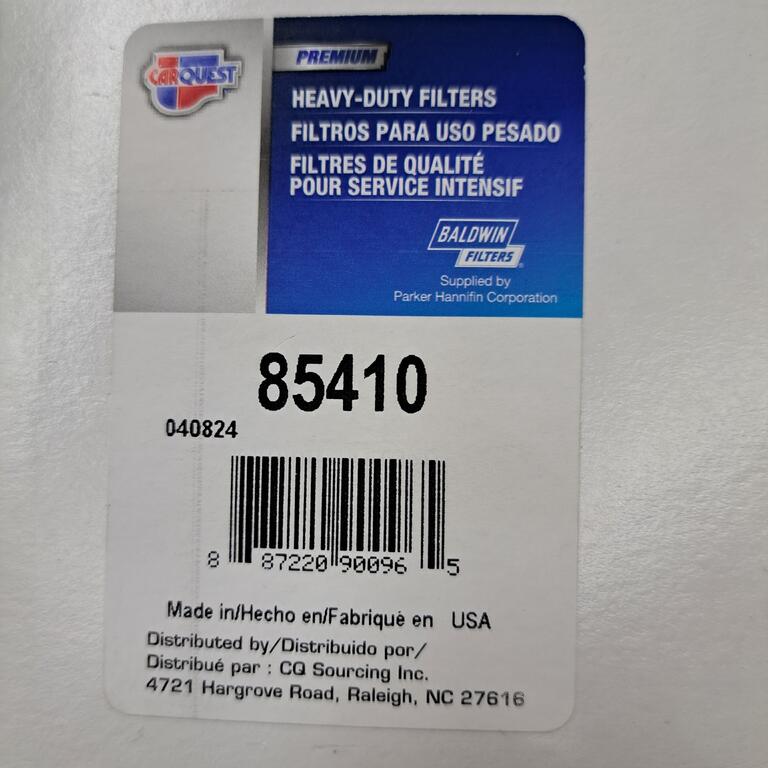 CARQUEST
PREMIUM
HEAVY-DUTY FILTERS
FILTROS PARA USO PESADO
FILTRES DE QUALITÉ
POUR SERVICE INTENSIF
BALDWIN
FILTERS®
Supplied by
Parker Hannifin Corporation
85410
040824
8 87220 90096 5
Made in/Hecho en/Fabriqué en USA
Distributed by/Distribuido por/
Distribué par : CQ Sourcing Inc.
4721 Hargrove Road, Raleigh, NC 27616